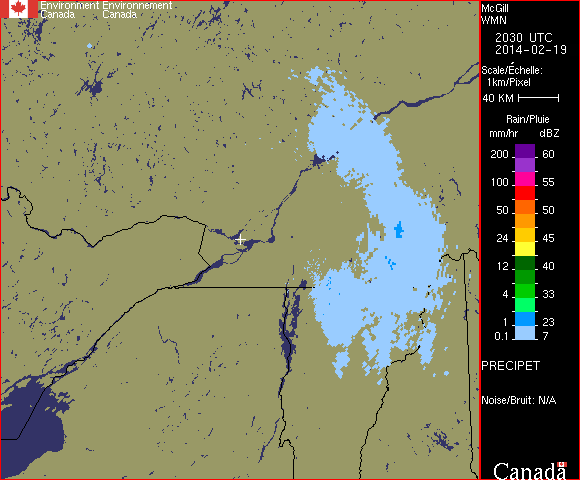 Environment Environnement
Canada Canada
McGill
WMN
2030 UTC
2014-02-19
Scale/Échelle:
1km/Pixel
40 KM
Rain/Pluie
mm/hr dBZ
200 60
100 55
50 50
24 45
12 40
4 33
1 23
0.1 7
PRECIPET
Noise/Bruit: N/A
Canada